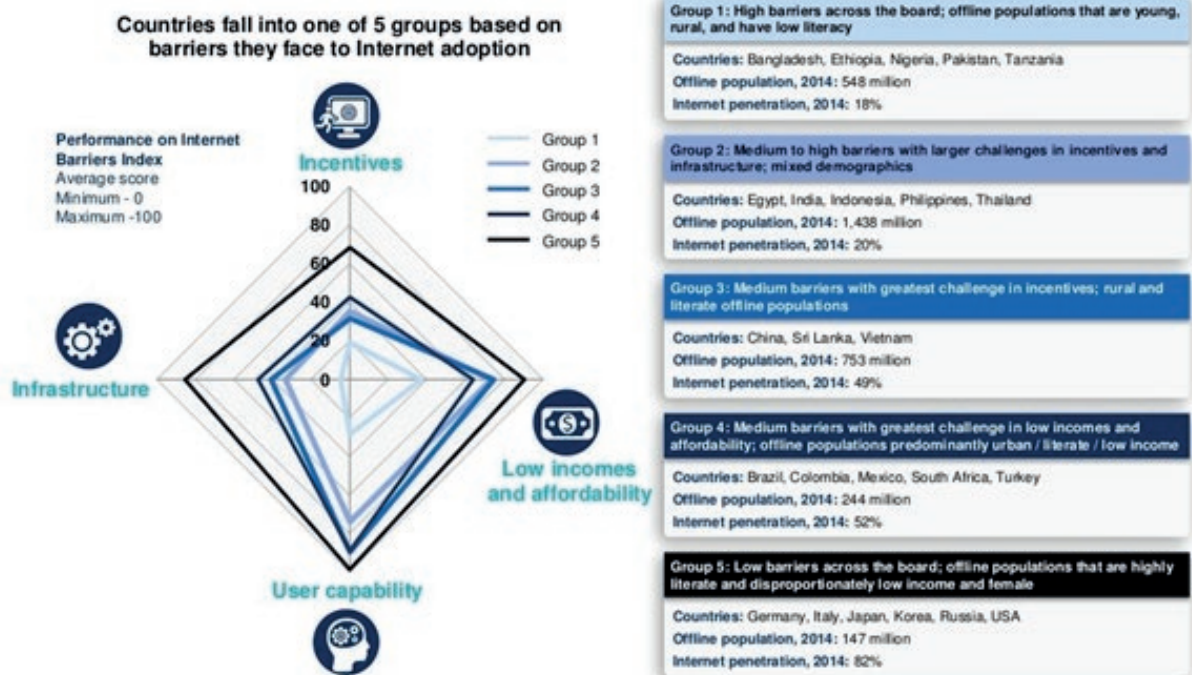 Countries fall into one of 5 groups based on
barriers they face to Internet adoption
Performance on Internet
Barriers Index
Average score
Minimum - 0
Maximum -100
Incentives
Group 1
Group 2
Group 3
Group 4
Group 5
100
80
60
40
20
0
Infrastructure
Low incomes
and affordability
User capability
Group 1: High barriers across the board; offline populations that are young,
rural, and have low literacy
Countries: Bangladesh, Ethiopia, Nigeria, Pakistan, Tanzania
Offline population, 2014: 548 million
Internet penetration, 2014: 18%
Group 2: Medium to high barriers with larger challenges in incentives and
infrastructure; mixed demographics
Countries: Egypt, India, Indonesia, Philippines, Thailand
Offline population, 2014: 1,438 million
Internet penetration, 2014: 20%
Group 3: Medium barriers with greatest challenge in incentives; rural and
literate offline populations
Countries: China, Sri Lanka, Vietnam
Offline population, 2014: 753 million
Internet penetration, 2014: 49%
Group 4: Medium barriers with greatest challenge in low incomes and
affordability; offline populations predominantly urban / literate / low income
Countries: Brazil, Colombia, Mexico, South Africa, Turkey
Offline population, 2014: 244 million
Internet penetration, 2014: 52%
Group 5: Low barriers across the board; offline populations that are highly
literate and disproportionately low income and female
Countries: Germany, Italy, Japan, Korea, Russia, USA
Offline population, 2014: 147 million
Internet penetration, 2014: 82%